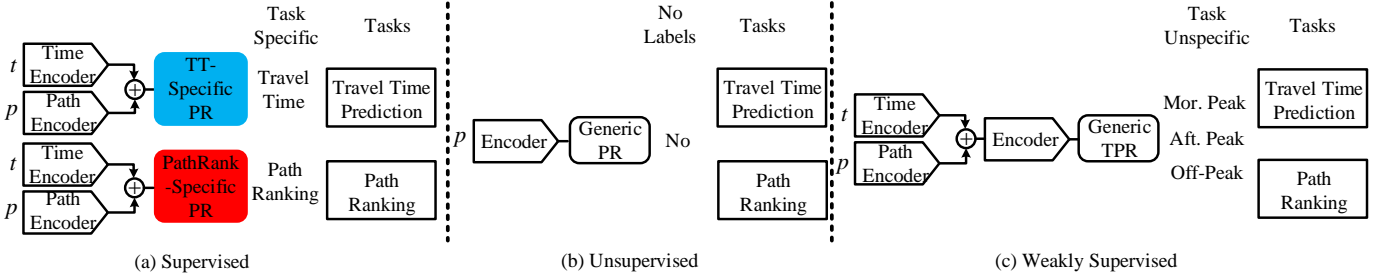 Task
Specific
Tasks
t
Time
Encoder
p
Path
Encoder
TT-
Specific
PR
Travel
Time
Travel Time
Prediction
t
Time
Encoder
p
Path
Encoder
PathRank
-Specific
PR
Path
Ranking
Path
Ranking
(a) Supervised
No
Labels
Tasks
p
Encoder
Generic
PR
No
Travel Time
Prediction
Path
Ranking
(b) Unsupervised
Task
Unspecific
Tasks
t
Time
Encoder
p
Path
Encoder
Encoder
Generic
TPR
Mor. Peak
Aft. Peak
Off-Peak
Travel Time
Prediction
Path
Ranking
(c) Weakly Supervised